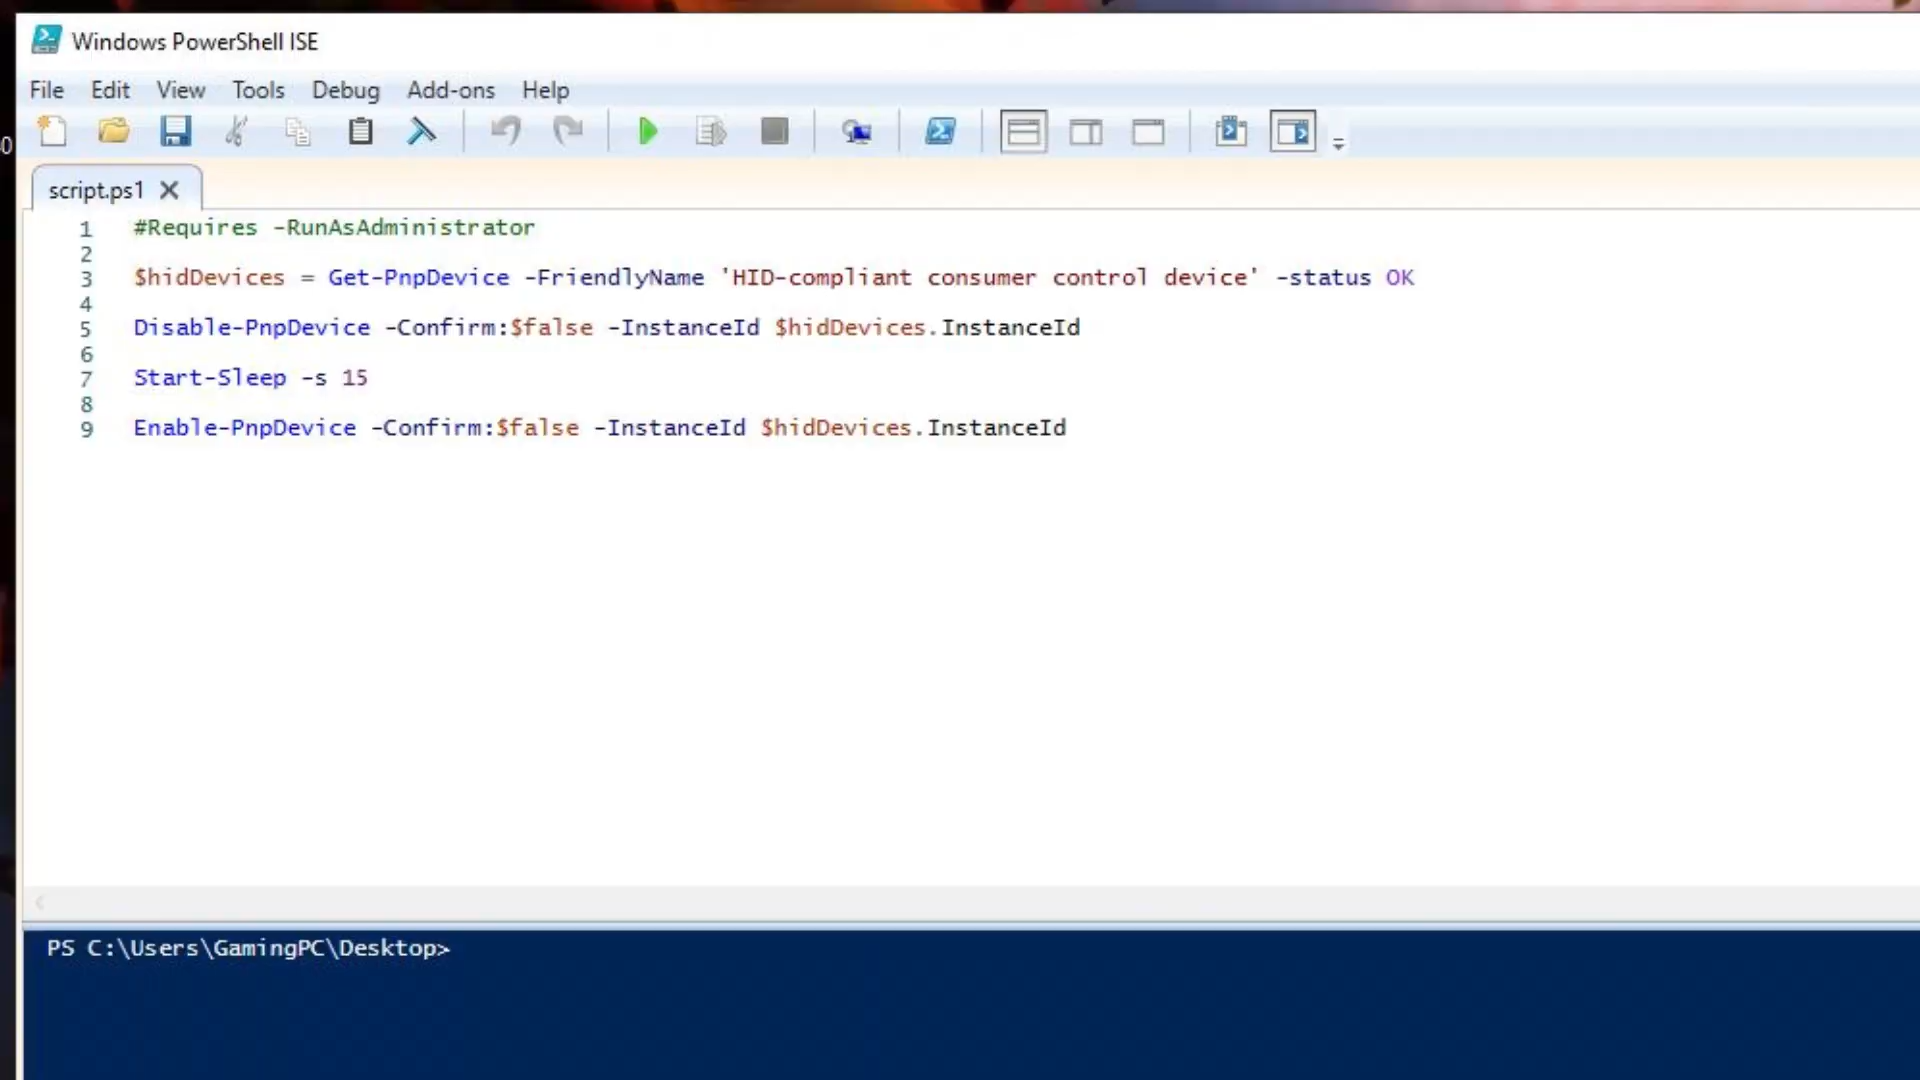 Windows PowerShell ISE
File Edit View Tools Debug Add-ons Help
0
script.ps1
1 #Requires -RunAsAdministrator
2
3 $hidDevices = Get-PnpDevice -FriendlyName 'HID-compliant consumer control device' -status OK
4
5 Disable-PnpDevice -Confirm:$false -InstanceId $hidDevices.InstanceId
6
7 Start-Sleep -s 15
8
9 Enable-PnpDevice -Confirm:$false -InstanceId $hidDevices.InstanceId
PS C:\Users\GamingPC\Desktop>